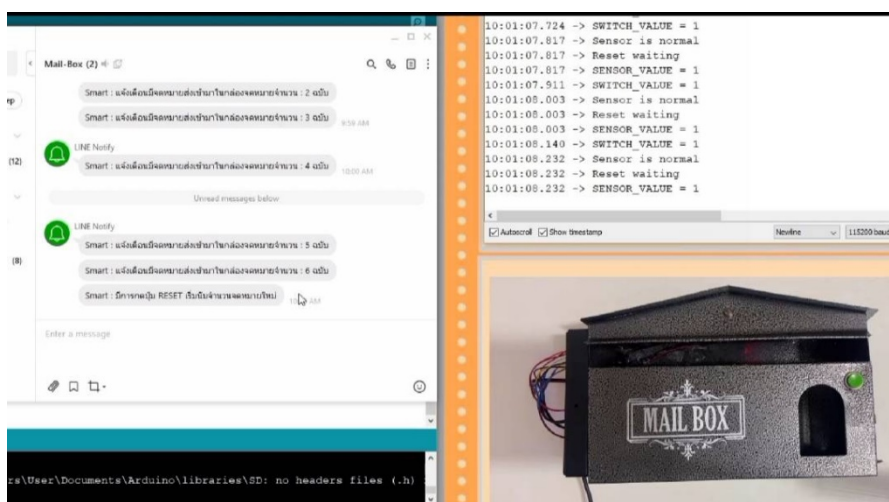 Mail-Box (2)
Smart : แจ้งเตือนมีจดหมายส่งเข้ามาในกล่องจดหมายจำนวน : 2 ฉบับ
Smart : แจ้งเตือนมีจดหมายส่งเข้ามาในกล่องจดหมายจำนวน : 3 ฉบับ
9:59 AM
LINE Notify
Smart : แจ้งเตือนมีจดหมายส่งเข้ามาในกล่องจดหมายจำนวน : 4 ฉบับ
10:00 AM
Unread messages below
LINE Notify
Smart : แจ้งเตือนมีจดหมายส่งเข้ามาในกล่องจดหมายจำนวน : 5 ฉบับ
Smart : แจ้งเตือนมีจดหมายส่งเข้ามาในกล่องจดหมายจำนวน : 6 ฉบับ
Smart : มีการกดปุ่ม RESET เริ่มนับจำนวนจดหมายใหม่
AM
Enter a message
(12)
(8)
rs\User\Documents\Arduino\libraries\SD: no headers files (.h)
10:01:07.724 -> SWITCH_VALUE = 1
10:01:07.817 -> Sensor is normal
10:01:07.817 -> Reset waiting
10:01:07.817 -> SENSOR_VALUE = 1
10:01:07.911 -> SWITCH_VALUE = 1
10:01:08.003 -> Sensor is normal
10:01:08.003 -> Reset waiting
10:01:08.003 -> SENSOR_VALUE = 1
10:01:08.140 -> SWITCH_VALUE = 1
10:01:08.232 -> Sensor is normal
10:01:08.232 -> Reset waiting
10:01:08.232 -> SENSOR_VALUE = 1
Autoscroll Show timestamp
Newline
115200 baud
MAIL BOX